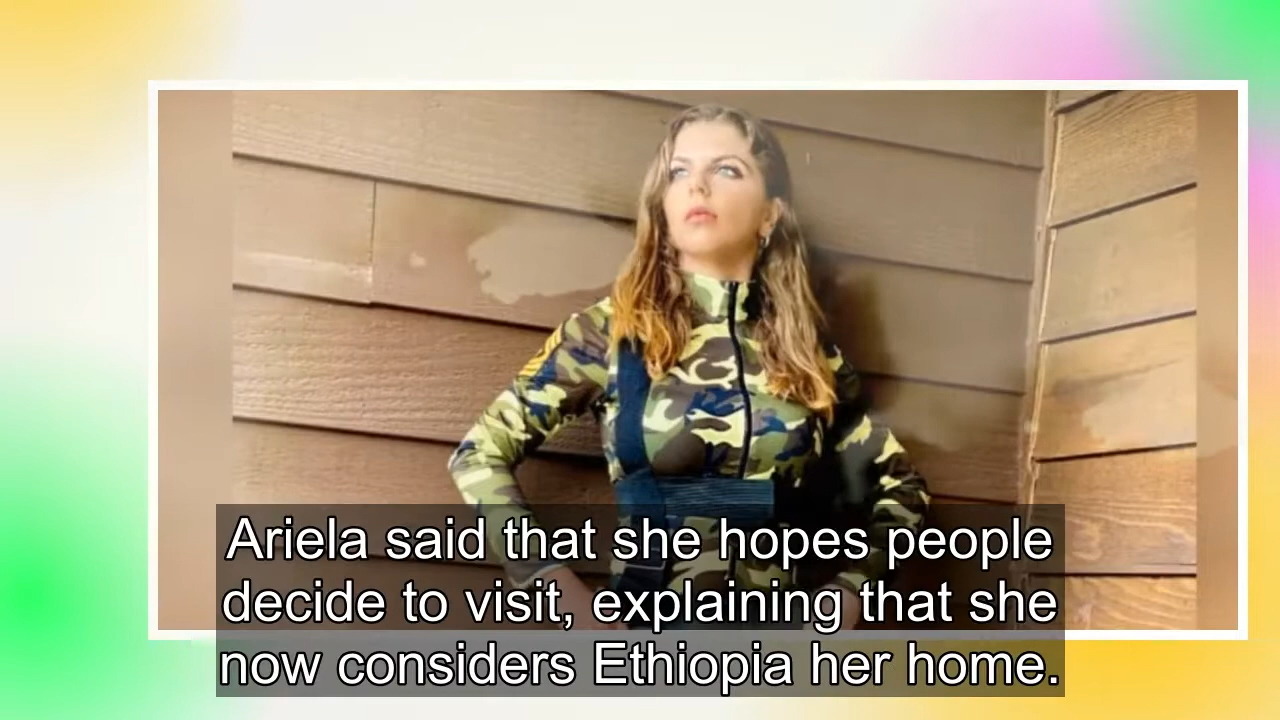 Ariela said that she hopes people
decide to visit, explaining that she
now considers Ethiopia her home.